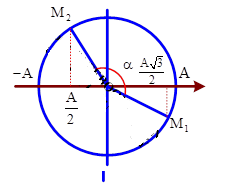 M₂
−A α A√3/2 A
A/2 M₁